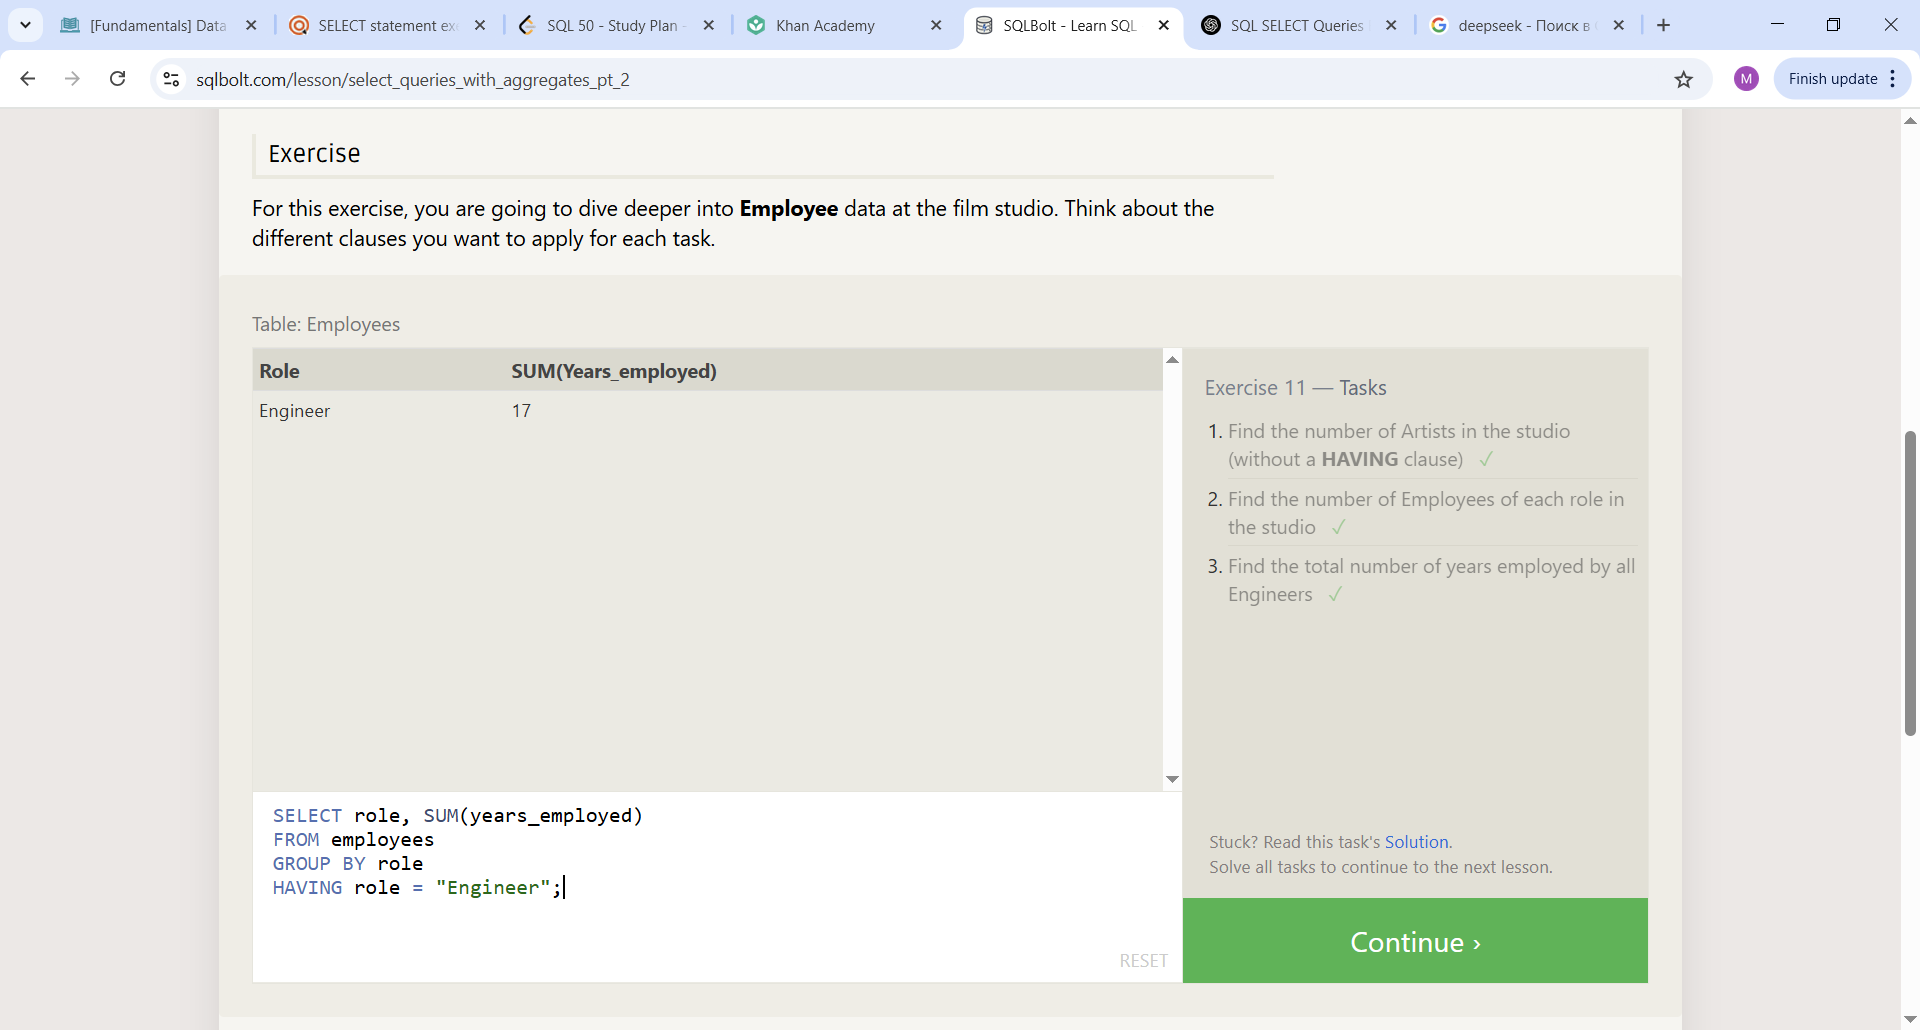 [Fundamentals] Data
SELECT statement exe
SQL 50 - Study Plan -
Khan Academy
SQLBolt - Learn SQL
SQL SELECT Queries
deepseek - Поиск в
sqlbolt.com/lesson/select_queries_with_aggregates_pt_2
M
Finish update
Exercise
For this exercise, you are going to dive deeper into Employee data at the film studio. Think about the
different clauses you want to apply for each task.
Table: Employees
Role SUM(Years_employed)
Engineer 17
Exercise 11 — Tasks
1. Find the number of Artists in the studio
(without a HAVING clause) ✓
2. Find the number of Employees of each role in
the studio ✓
3. Find the total number of years employed by all
Engineers ✓
SELECT role, SUM(years_employed)
FROM employees
GROUP BY role
HAVING role = "Engineer";
RESET
Stuck? Read this task's Solution.
Solve all tasks to continue to the next lesson.
Continue ›